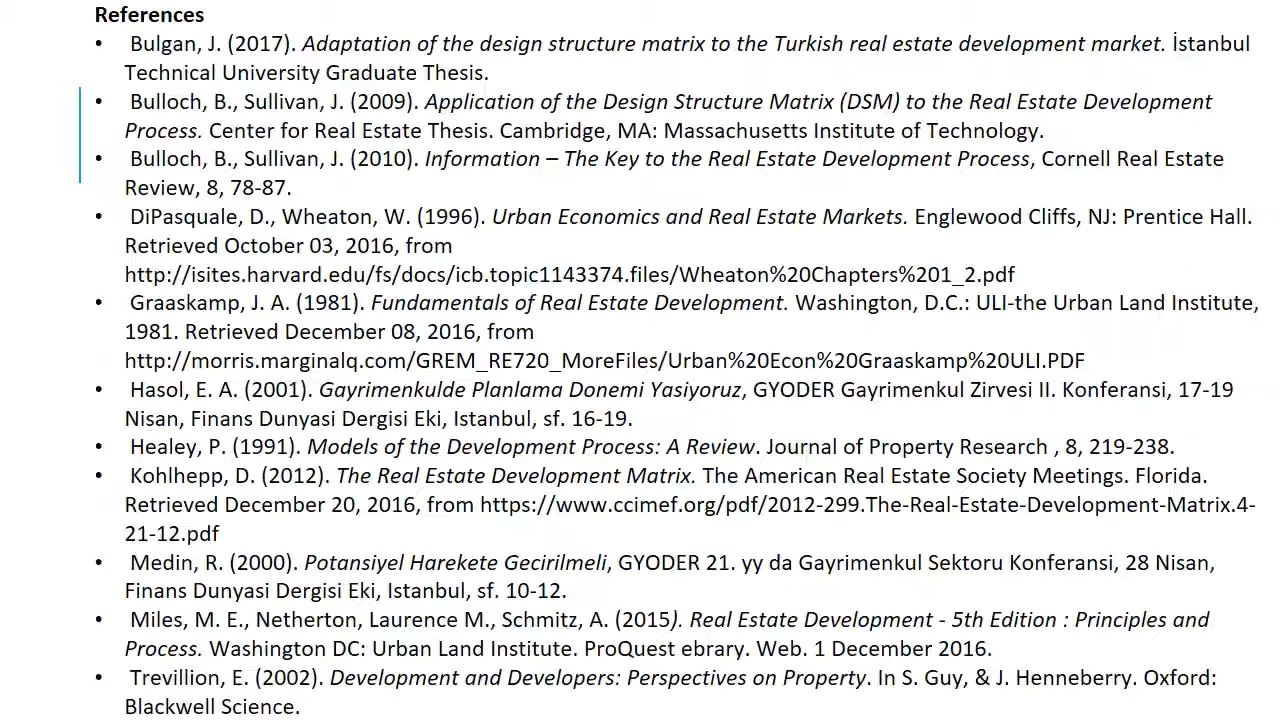 References
• Bulgan, J. (2017). Adaptation of the design structure matrix to the Turkish real estate development market. İstanbul
Technical University Graduate Thesis.
• Bulloch, B., Sullivan, J. (2009). Application of the Design Structure Matrix (DSM) to the Real Estate Development
Process. Center for Real Estate Thesis. Cambridge, MA: Massachusetts Institute of Technology.
• Bulloch, B., Sullivan, J. (2010). Information – The Key to the Real Estate Development Process, Cornell Real Estate
Review, 8, 78-87.
• DiPasquale, D., Wheaton, W. (1996). Urban Economics and Real Estate Markets. Englewood Cliffs, NJ: Prentice Hall.
Retrieved October 03, 2016, from
http://isites.harvard.edu/fs/docs/icb.topic1143374.files/Wheaton%20Chapters%201_2.pdf
• Graaskamp, J. A. (1981). Fundamentals of Real Estate Development. Washington, D.C.: ULI-the Urban Land Institute,
1981. Retrieved December 08, 2016, from
http://morris.marginalq.com/GREM_RE720_MoreFiles/Urban%20Econ%20Graaskamp%20ULI.PDF
• Hasol, E. A. (2001). Gayrimenkulde Planlama Donemi Yasiyoruz, GYODER Gayrimenkul Zirvesi II. Konferansi, 17-19
Nisan, Finans Dunyasi Dergisi Eki, Istanbul, sf. 16-19.
• Healey, P. (1991). Models of the Development Process: A Review. Journal of Property Research , 8, 219-238.
• Kohlhepp, D. (2012). The Real Estate Development Matrix. The American Real Estate Society Meetings. Florida.
Retrieved December 20, 2016, from https://www.ccimef.org/pdf/2012-299.The-Real-Estate-Development-Matrix.4-
21-12.pdf
• Medin, R. (2000). Potansiyel Harekete Gecirilmeli, GYODER 21. yy da Gayrimenkul Sektoru Konferansi, 28 Nisan,
Finans Dunyasi Dergisi Eki, Istanbul, sf. 10-12.
• Miles, M. E., Netherton, Laurence M., Schmitz, A. (2015). Real Estate Development - 5th Edition : Principles and
Process. Washington DC: Urban Land Institute. ProQuest ebrary. Web. 1 December 2016.
• Trevillion, E. (2002). Development and Developers: Perspectives on Property. In S. Guy, & J. Henneberry. Oxford:
Blackwell Science.